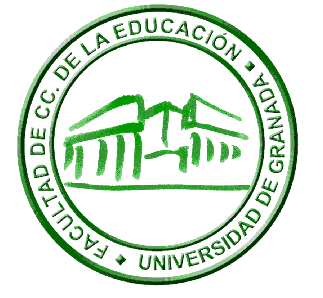 FACULTAD DE CC. DE LA EDUCACIÓN
UNIVERSIDAD DE GRANADA